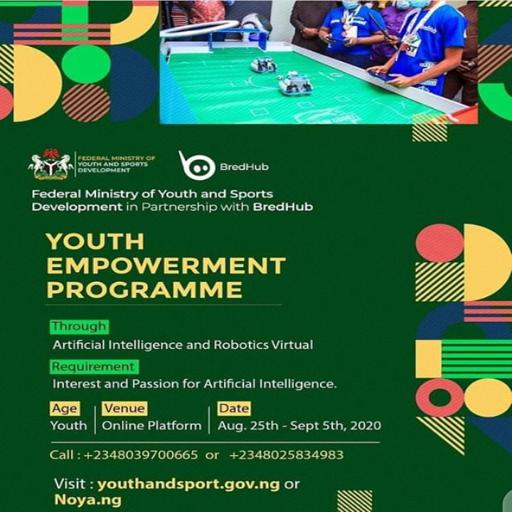 FEDERAL MINISTRY OF
YOUTH AND SPORTS
DEVELOPMENT
BredHub
Federal Ministry of Youth and Sports
Development in Partnership with BredHub
YOUTH
EMPOWERMENT
PROGRAMME
Through
Artificial Intelligence and Robotics Virtual
Requirement
Interest and Passion for Artificial Intelligence.
Age Venue Date
Youth Online Platform Aug. 25th - Sept 5th, 2020
Call : +2348039700665 or +2348025834983
Visit : youthandsport.gov.ng or
Noya.ng